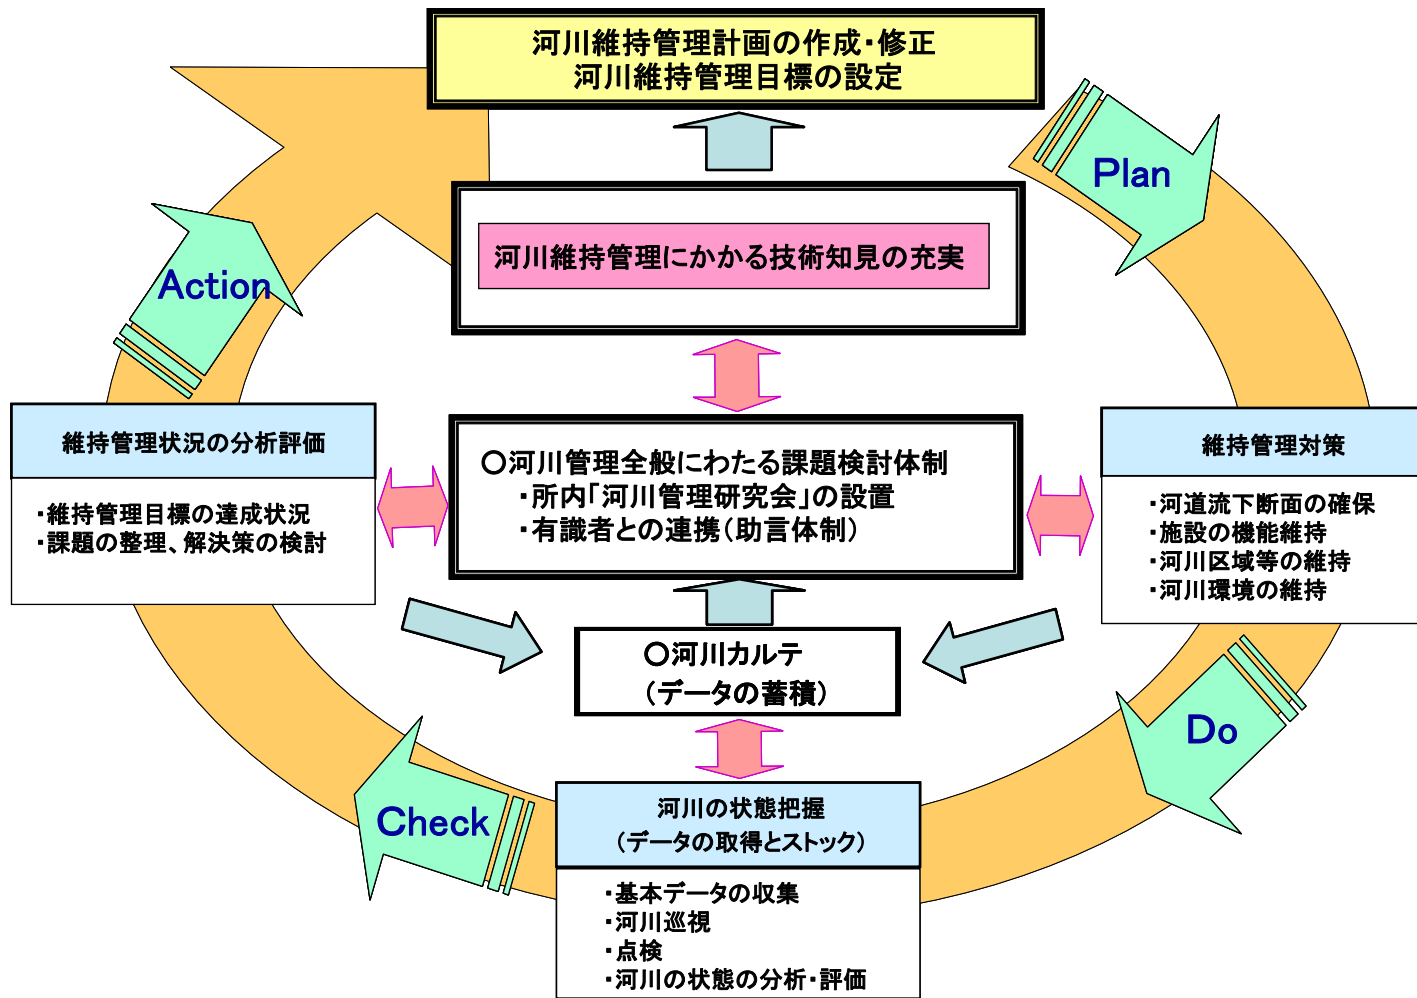 河川維持管理計画の作成・修正
河川維持管理目標の設定
Plan
河川維持管理にかかる技術知見の充実
Action
維持管理状況の分析評価
・維持管理目標の達成状況
・課題の整理、解決策の検討
○河川管理全般にわたる課題検討体制
・所内「河川管理研究会」の設置
・有識者との連携（助言体制）
維持管理対策
・河道流下断面の確保
・施設の機能維持
・河川区域等の維持
・河川環境の維持
○河川カルテ
（データの蓄積）
Do
Check
河川の状態把握
（データの取得とストック）
・基本データの収集
・河川巡視
・点検
・河川の状態の分析・評価